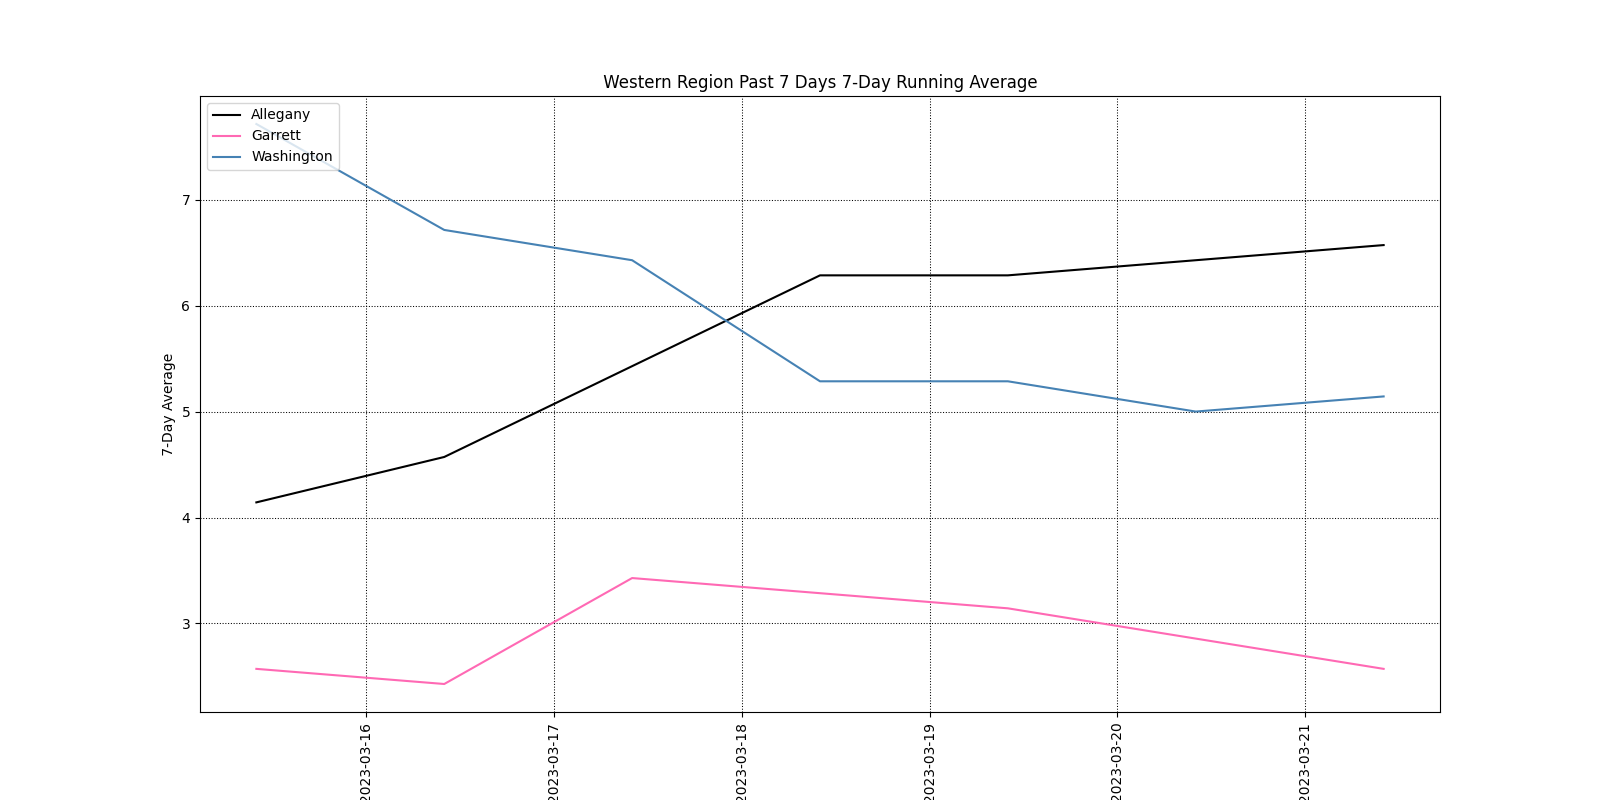 Western Region Past 7 Days 7-Day Running Average
Allegany
Garrett
Washington
7-Day Average
7
6
5
4
3
2023-03-16
2023-03-17
2023-03-18
2023-03-19
2023-03-20
2023-03-21